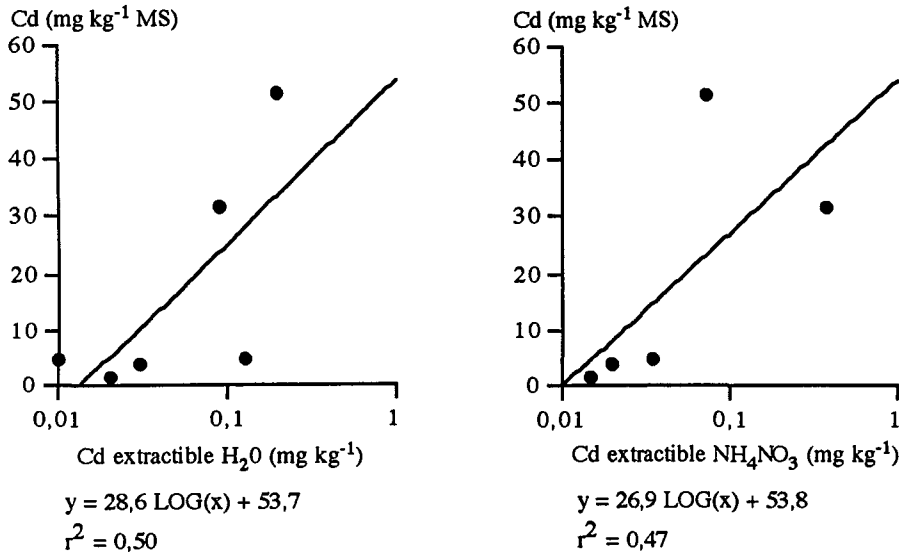 Cd (mg kg⁻¹ MS)
60
50
40
30
20
10
0
0,01
0,1
1
Cd extractible H₂0 (mg kg⁻¹)
y = 28,6 LOG(x) + 53,7
r² = 0,50
Cd (mg kg⁻¹ MS)
60
50
40
30
20
10
0
0,01
0,1
1
Cd extractible NH₄NO₃ (mg kg⁻¹)
y = 26,9 LOG(x) + 53,8
r² = 0,47